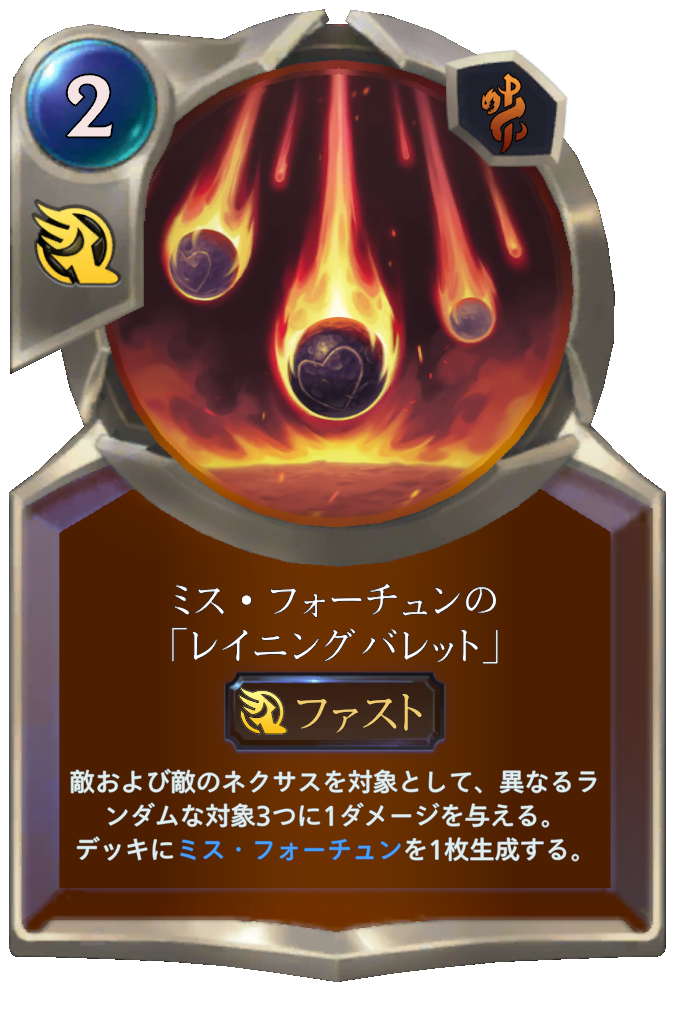 2
ミス・フォーチュンの
「レイニングバレット」
ファスト
敵および敵のネクサスを対象として、異なるラ
ンダムな対象3つに1ダメージを与える。
デッキにミス・フォーチュンを1枚生成する。